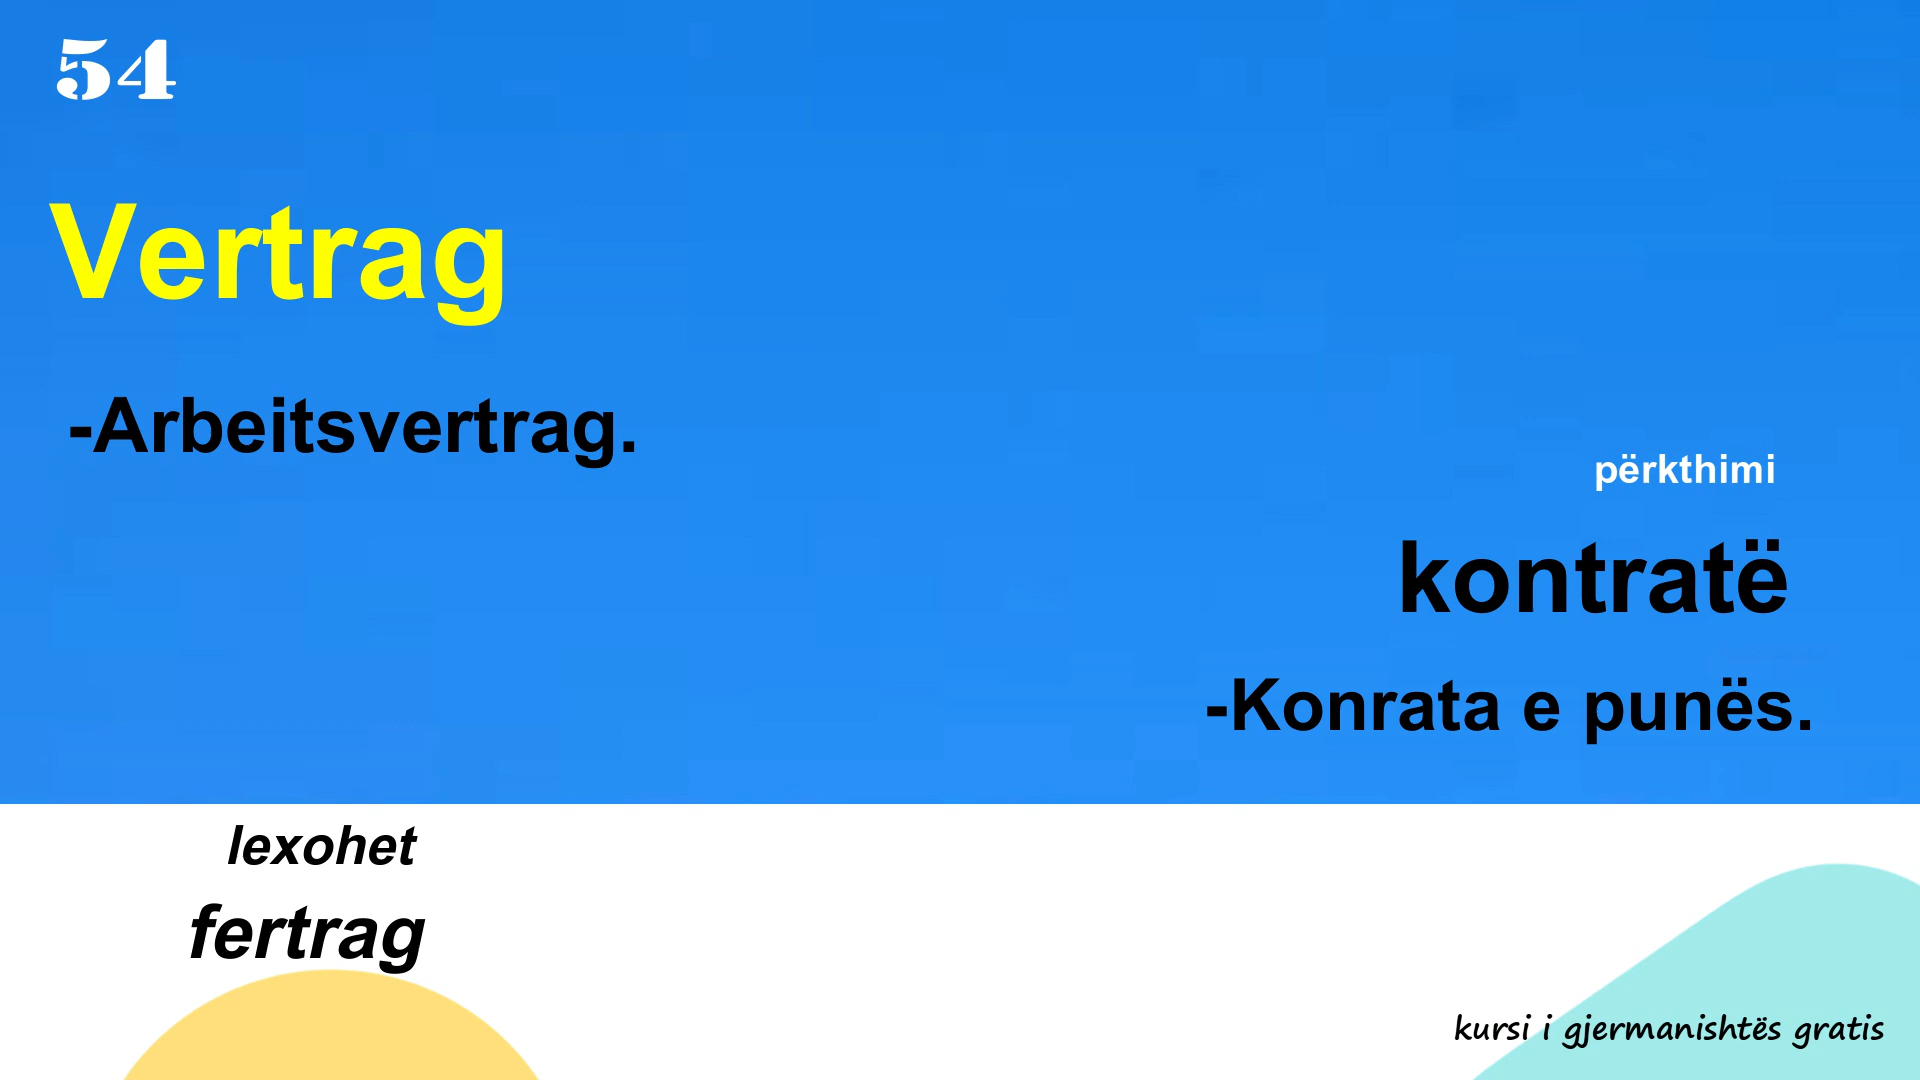 54
Vertrag
-Arbeitsvertrag.
përkthimi
kontratë
-Konrata e punës.
lexohet
fertrag
kursi i gjermanishtës gratis